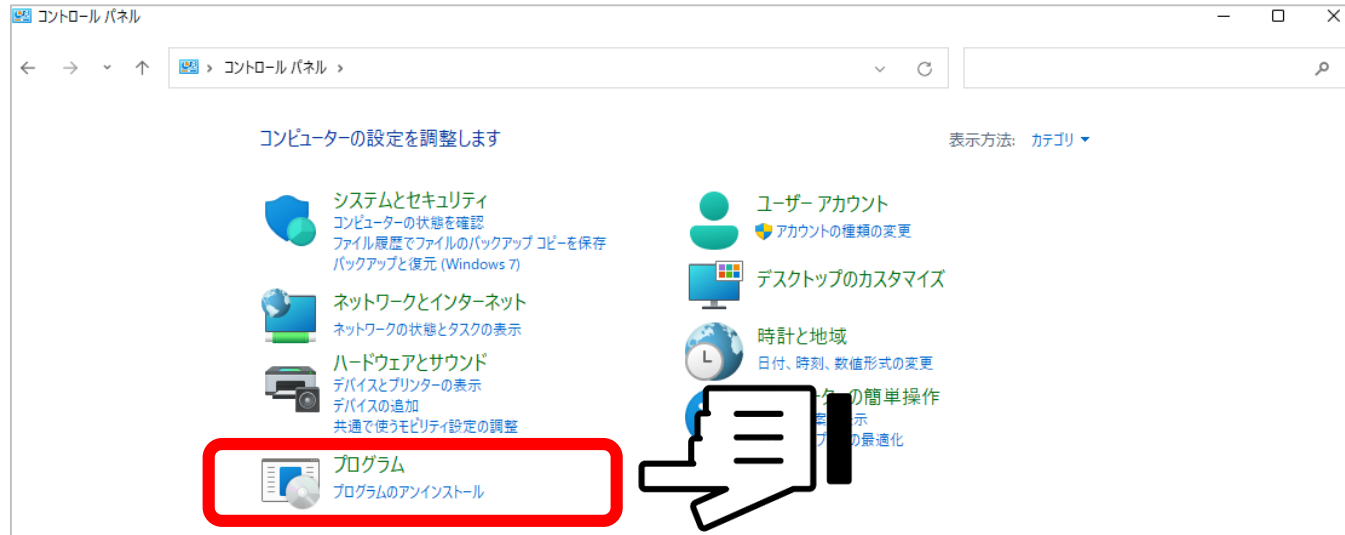 コントロール パネル
コントロール パネル
コンピューターの設定を調整します
表示方法: カテゴリ
システムとセキュリティ
コンピューターの状態を確認
ファイル履歴でファイルのバックアップ コピーを保存
バックアップと復元 (Windows 7)
ネットワークとインターネット
ネットワークの状態とタスクの表示
ハードウェアとサウンド
デバイスとプリンターの表示
デバイスの追加
共通で使うモビリティ設定の調整
プログラム
プログラムのアンインストール
ユーザー アカウント
アカウントの種類の変更
デスクトップのカスタマイズ
時計と地域
日付、時刻、数値形式の変更
の簡単操作
示
の最適化